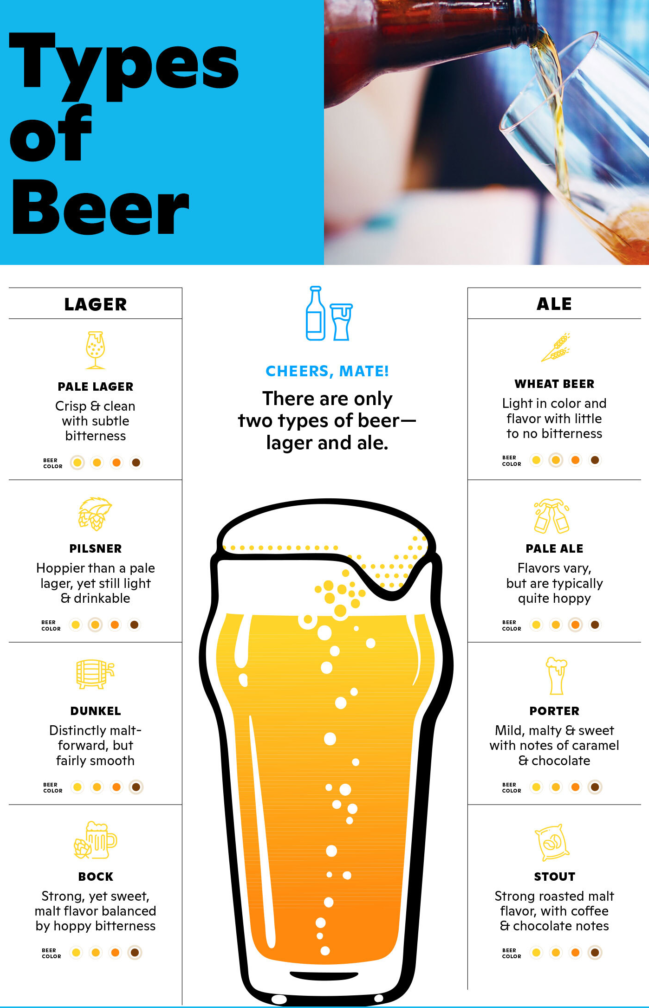 Types
of
Beer
LAGER
PALE LAGER
Crisp & clean
with subtle
bitterness
BEER
COLOR
PILSNER
Hoppier than a pale
lager, yet still light
& drinkable
BEER
COLOR
DUNKEL
Distinctly malt-
forward, but
fairly smooth
BEER
COLOR
BOCK
Strong, yet sweet,
malt flavor balanced
by hoppy bitterness
BEER
COLOR
CHEERS, MATE!
There are only
two types of beer—
lager and ale.
ALE
WHEAT BEER
Light in color and
flavor with little
to no bitterness
BEER
COLOR
PALE ALE
Flavors vary,
but are typically
quite hoppy
BEER
COLOR
PORTER
Mild, malty & sweet
with notes of caramel
& chocolate
BEER
COLOR
STOUT
Strong roasted malt
flavor, with coffee
& chocolate notes
BEER
COLOR